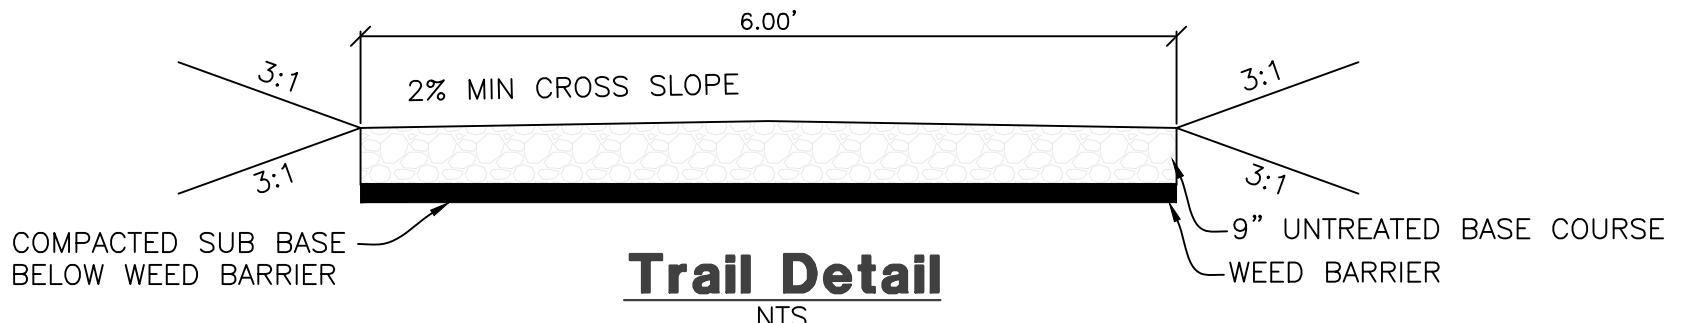 6.00'
3:1
2% MIN CROSS SLOPE
3:1
3:1
3:1
COMPACTED SUB BASE
BELOW WEED BARRIER
9" UNTREATED BASE COURSE
WEED BARRIER
Trail Detail
NTS